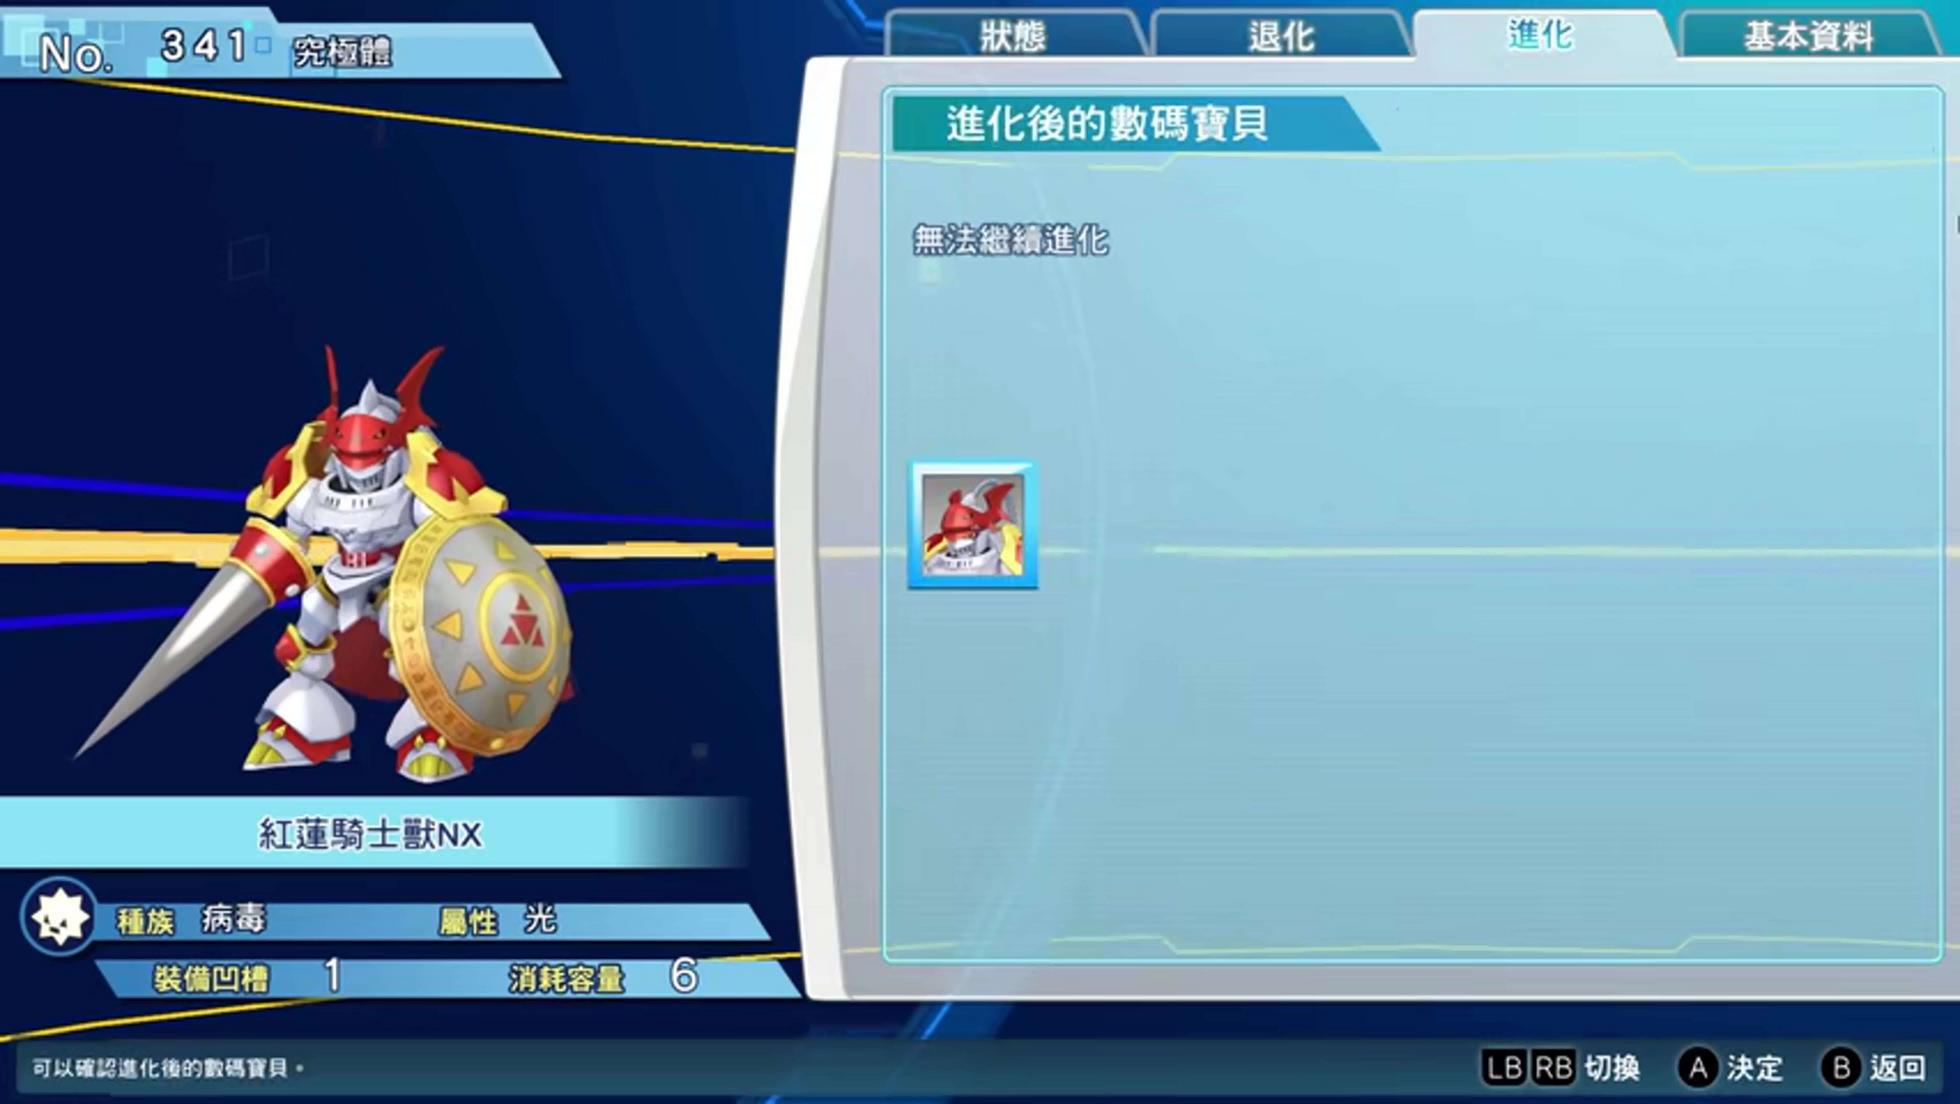 No. 341 究極體
狀態 退化 進化 基本資料
進化後的數碼寶貝
無法繼續進化
紅蓮騎士獸NX
種族 病毒 屬性 光
裝備凹槽 1 消耗容量 6
可以確認進化後的數碼寶貝。
LB RB 切換 A 決定 B 返回